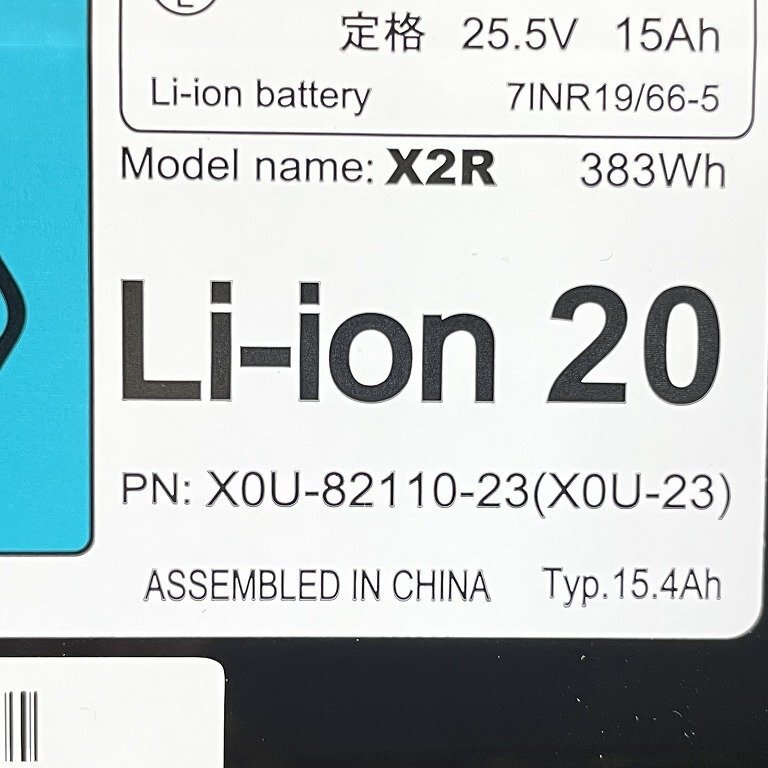 定格 25.5V 15Ah
Li-ion battery 7INR19/66-5
Model name: X2R 383Wh
Li-ion 20
PN: X0U-82110-23(X0U-23)
ASSEMBLED IN CHINA Typ.15.4Ah